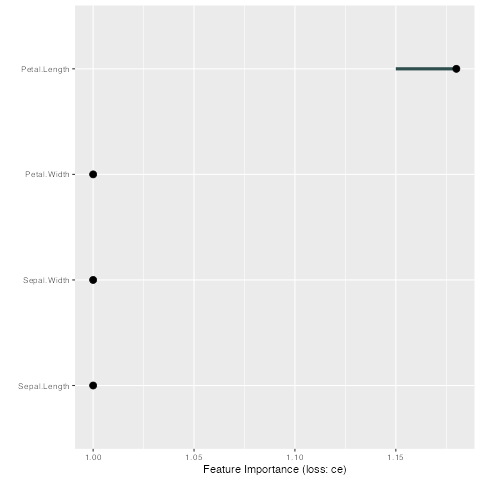 Petal.Length
Petal.Width
Sepal.Width
Sepal.Length
1.00 1.05 1.10 1.15
Feature Importance (loss: ce)